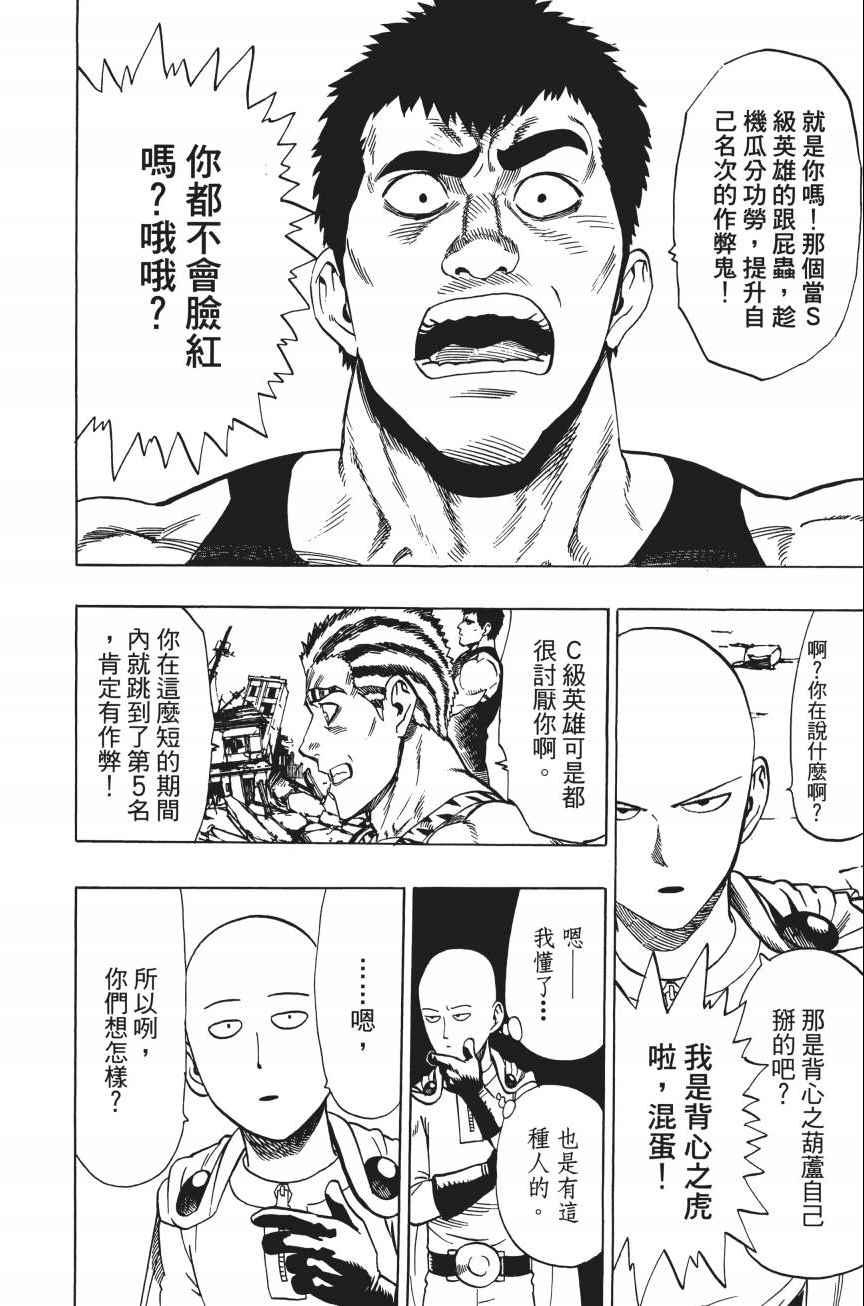 就是你嗎！那個當S
級英雄的跟屁蟲，趁
機瓜分功勞，提升自
己名次的作弊鬼！
你都不會臉紅
嗎？哦哦？
啊？你在說什麼啊？
C級英雄可是都
很討厭你啊。
你在這麼短的期間
內就跳到了第5名
，肯定有作弊！
那是背心之葫蘆自己
掰的吧？
我是背心之虎
啦，混蛋！
嗯——
我懂了…
也是有這
種人的。
……嗯，
所以咧，
你們想怎樣？